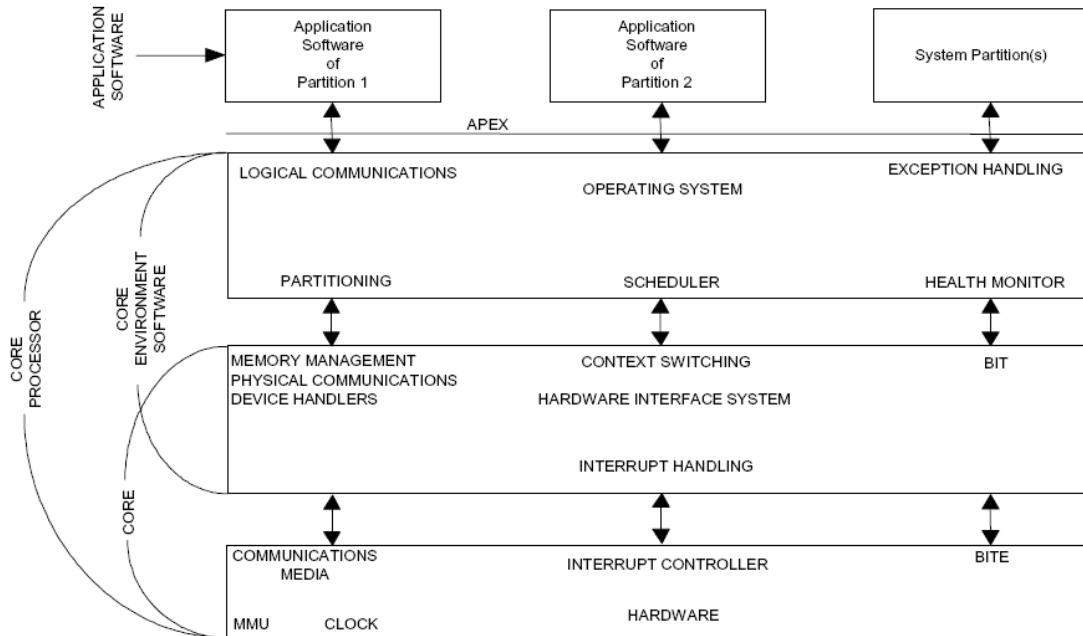 APPLICATION
SOFTWARE
Application
Software
of
Partition 1
Application
Software
of
Partition 2
System Partition(s)
APEX
LOGICAL COMMUNICATIONS
OPERATING SYSTEM
EXCEPTION HANDLING
PARTITIONING
SCHEDULER
HEALTH MONITOR
CORE
PROCESSOR
CORE
ENVIRONMENT
SOFTWARE
MEMORY MANAGEMENT
PHYSICAL COMMUNICATIONS
DEVICE HANDLERS
CONTEXT SWITCHING
HARDWARE INTERFACE SYSTEM
BIT
INTERRUPT HANDLING
CORE
COMMUNICATIONS
MEDIA
INTERRUPT CONTROLLER
BITE
HARDWARE
MMU CLOCK